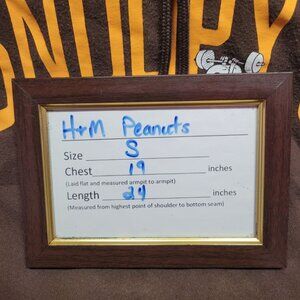 SNOOPY
H+M Peanuts
Size S
Chest 19 inches
(Laid flat and measured armpit to armpit)
Length 24 inches
(Measured from highest point of shoulder to bottom seam)